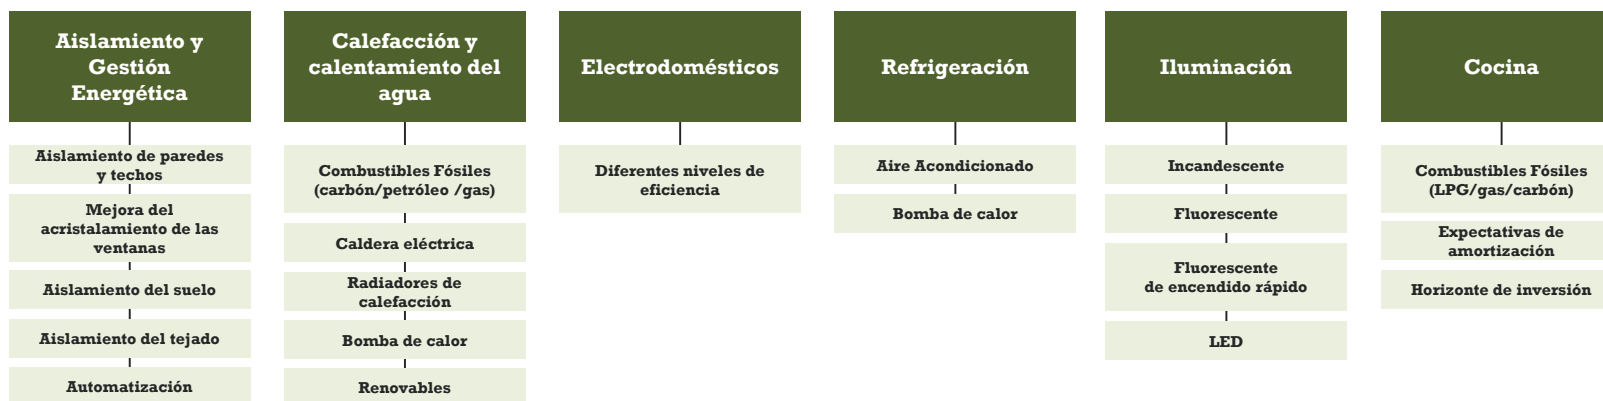 Aislamiento y
Gestión
Energética
Aislamiento de paredes
y techos
Mejora del
acristalamiento de las
ventanas
Aislamiento del suelo
Aislamiento del tejado
Automatización
Calefacción y
calentamiento del
agua
Combustibles Fósiles
(carbón/petróleo /gas)
Caldera eléctrica
Radiadores de
calefacción
Bomba de calor
Renovables
Electrodomésticos
Diferentes niveles de
eficiencia
Refrigeración
Aire Acondicionado
Bomba de calor
Iluminación
Incandescente
Fluorescente
Fluorescente
de encendido rápido
LED
Cocina
Combustibles Fósiles
(LPG/gas/carbón)
Expectativas de
amortización
Horizonte de inversión